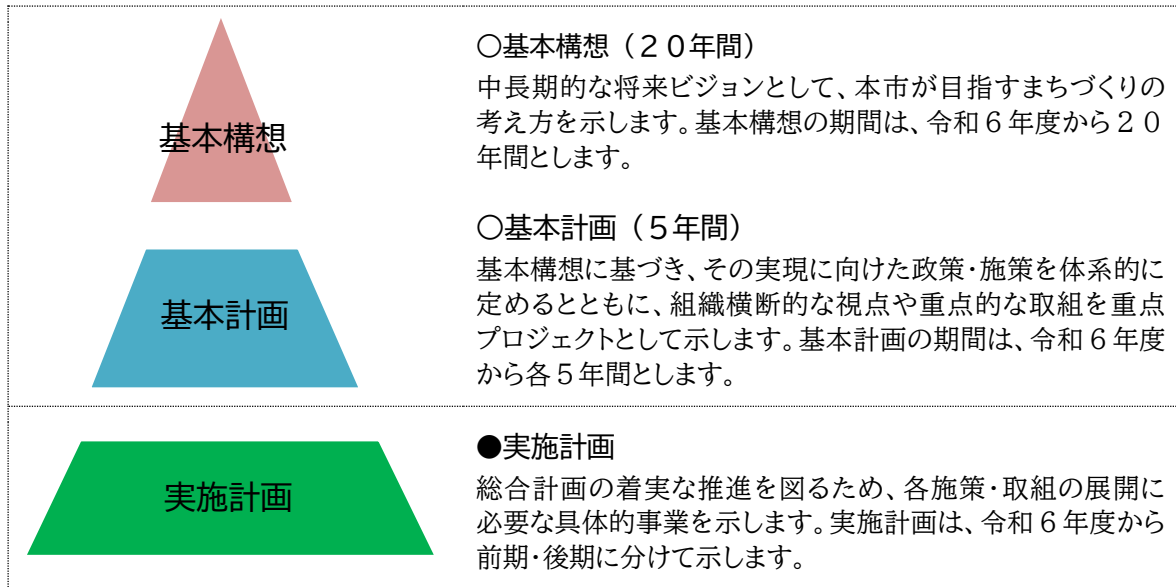 基本構想
○基本構想（２０年間）
中長期的な将来ビジョンとして、本市が目指すまちづくりの
考え方を示します。基本構想の期間は、令和６年度から２０
年間とします。
基本計画
○基本計画（５年間）
基本構想に基づき、その実現に向けた政策・施策を体系的に
定めるとともに、組織横断的な視点や重点的な取組を重点
プロジェクトとして示します。基本計画の期間は、令和６年度
から各５年間とします。
実施計画
●実施計画
総合計画の着実な推進を図るため、各施策・取組の展開に
必要な具体的事業を示します。実施計画は、令和６年度から
前期・後期に分けて示します。